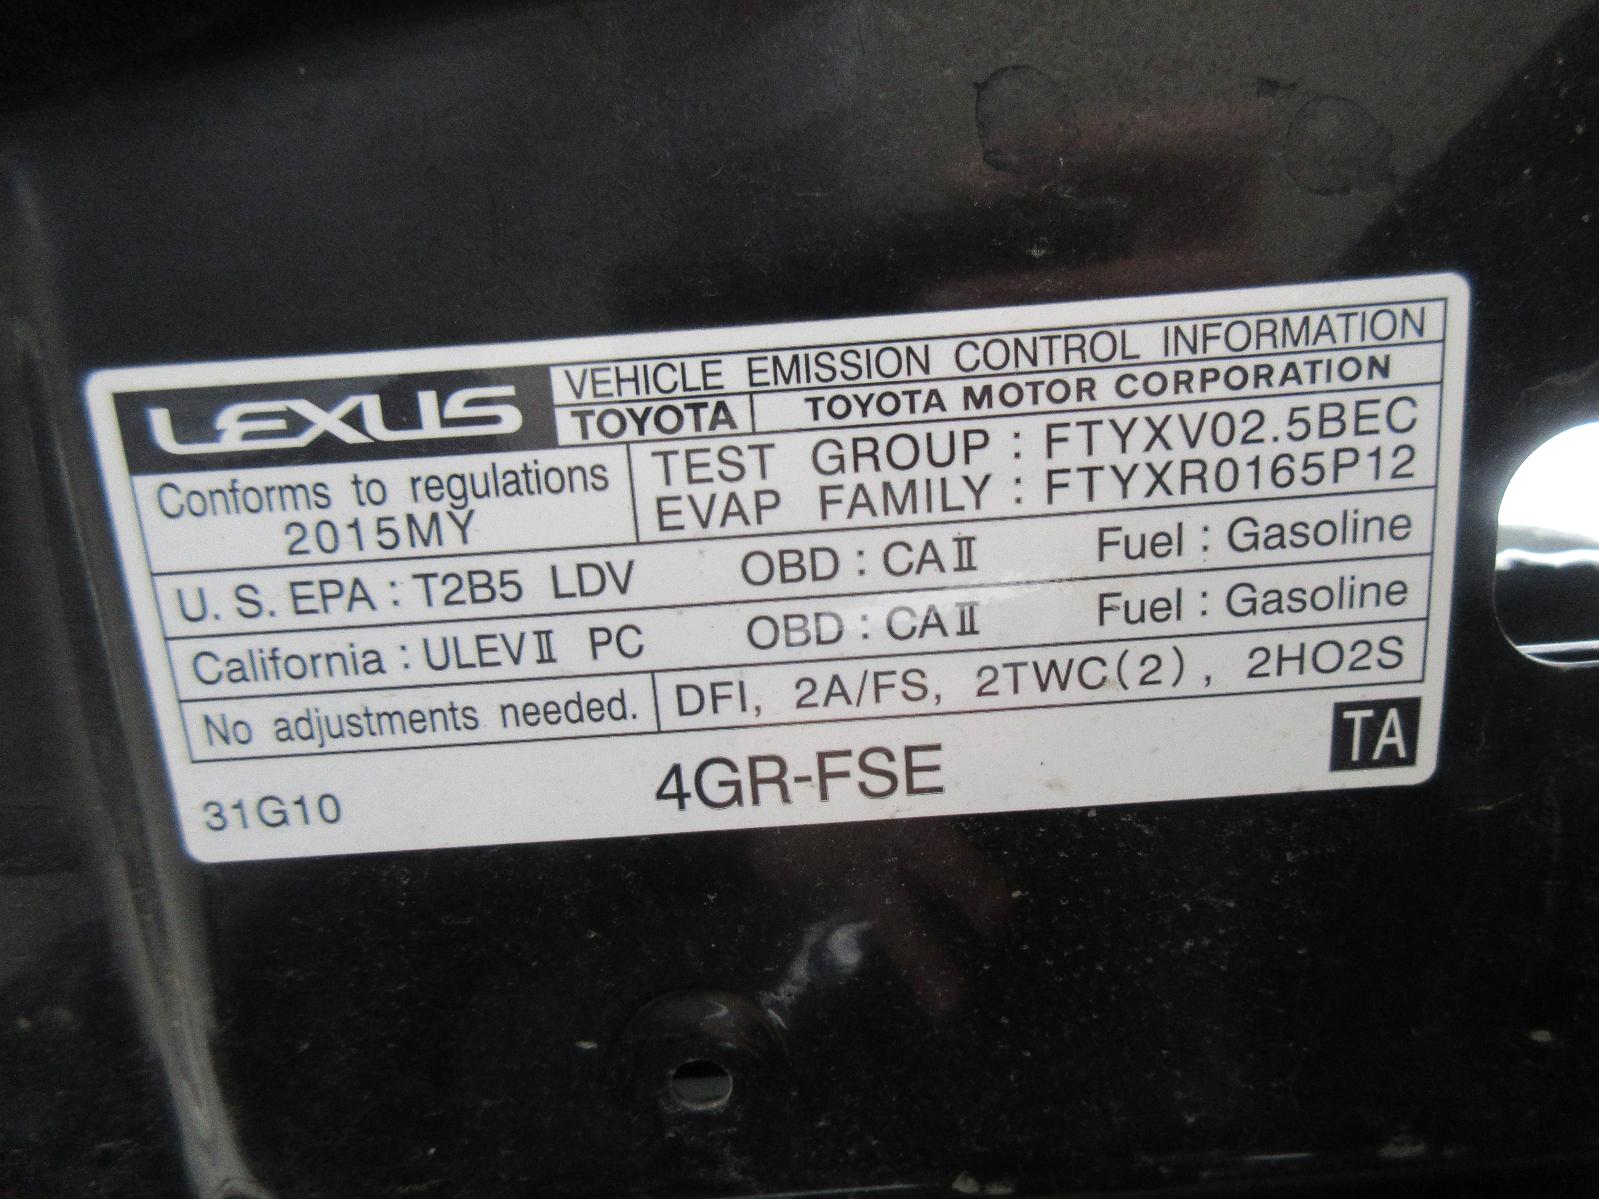 LEXUS VEHICLE EMISSION CONTROL INFORMATION
TOYOTA TOYOTA MOTOR CORPORATION
Conforms to regulations
2015MY
TEST GROUP : FTYXV02.5BEC
EVAP FAMILY : FTYXR0165P12
U. S. EPA : T2B5 LDV OBD : CAⅡ Fuel : Gasoline
California : ULEVⅡ PC OBD : CAⅡ Fuel : Gasoline
No adjustments needed. DFI, 2A/FS, 2TWC(2), 2HO2S
31G10 4GR-FSE TA